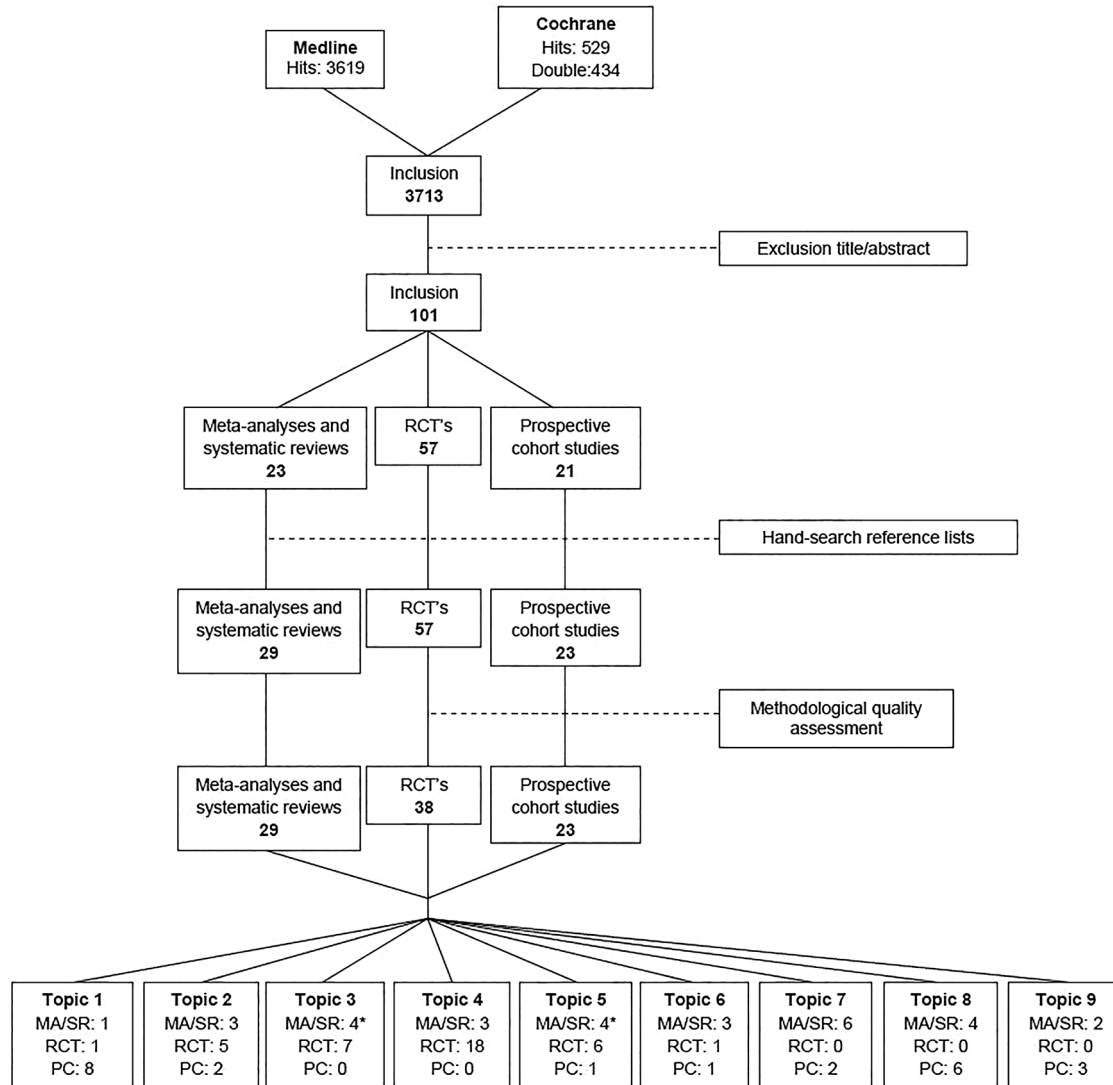 Medline
Hits: 3619
Cochrane
Hits: 529
Double:434
Inclusion
3713
Exclusion title/abstract
Inclusion
101
Meta-analyses and
systematic reviews
23
RCT's
57
Prospective
cohort studies
21
Hand-search reference lists
Meta-analyses and
systematic reviews
29
RCT's
57
Prospective
cohort studies
23
Methodological quality
assessment
Meta-analyses and
systematic reviews
29
RCT's
38
Prospective
cohort studies
23
Topic 1
MA/SR: 1
RCT: 1
PC: 8
Topic 2
MA/SR: 3
RCT: 5
PC: 2
Topic 3
MA/SR: 4*
RCT: 7
PC: 0
Topic 4
MA/SR: 3
RCT: 18
PC: 0
Topic 5
MA/SR: 4*
RCT: 6
PC: 1
Topic 6
MA/SR: 3
RCT: 1
PC: 1
Topic 7
MA/SR: 6
RCT: 0
PC: 2
Topic 8
MA/SR: 4
RCT: 0
PC: 6
Topic 9
MA/SR: 2
RCT: 0
PC: 3